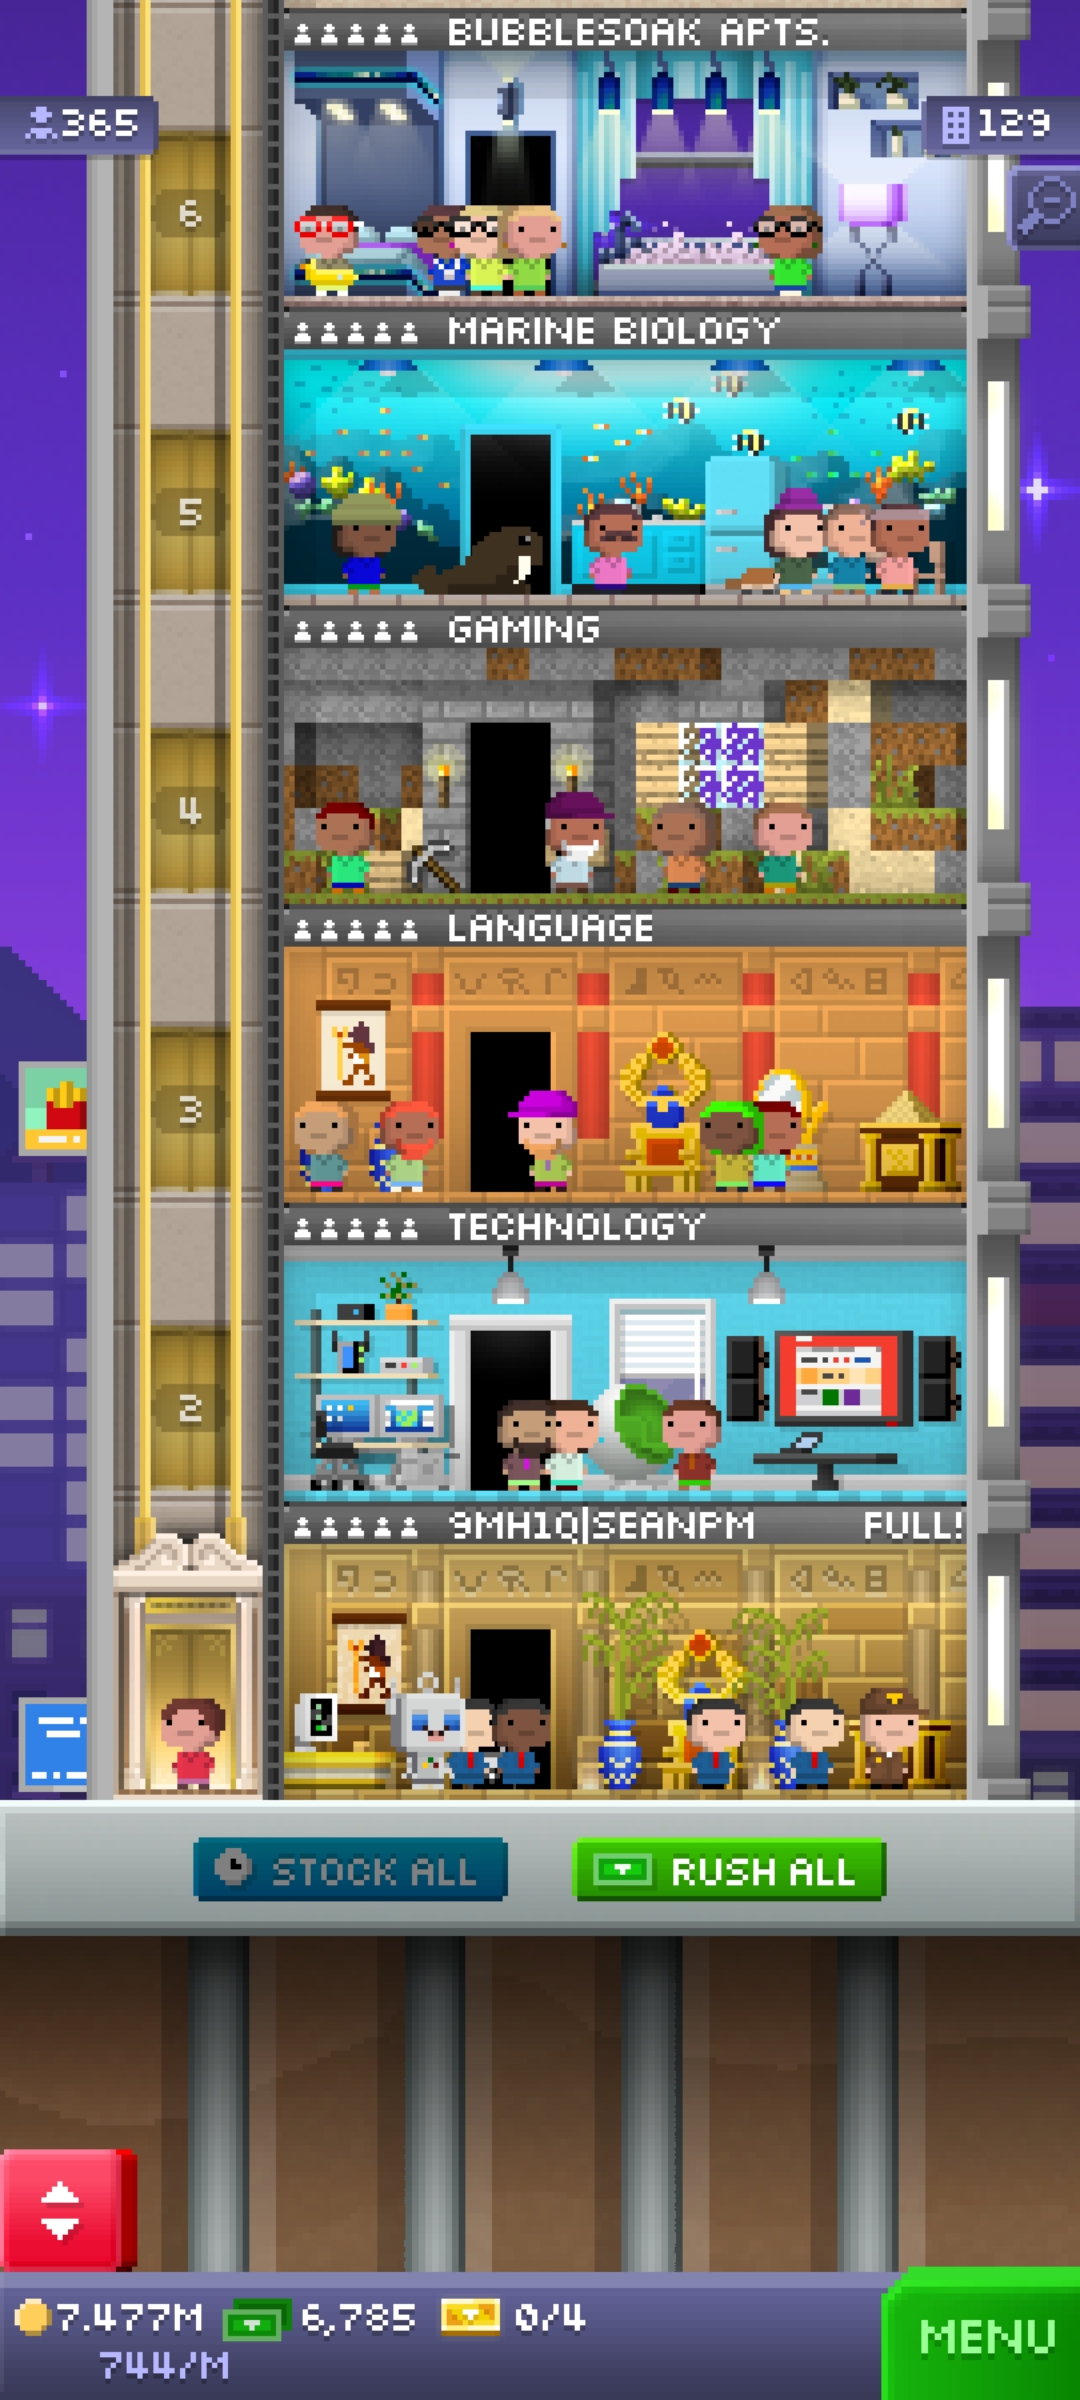 BUBBLESOAK APTS.
365
129
6
MARINE BIOLOGY
5
GAMING
4
LANGUAGE
3
TECHNOLOGY
2
9MH1Q|SEANPM FULL!
STOCK ALL
RUSH ALL
7.477M 6,785 0/4
744/M
MENU